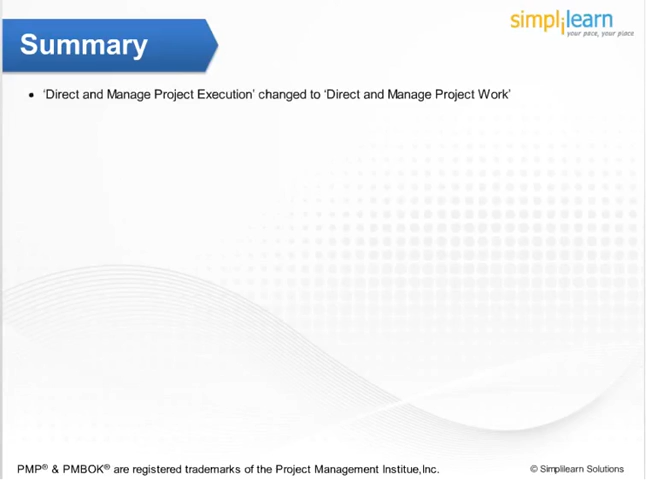 simplilearn
your pace, your place
Summary
• ‘Direct and Manage Project Execution’ changed to ‘Direct and Manage Project Work’
PMP® & PMBOK® are registered trademarks of the Project Management Institue,Inc.
© Simplilearn Solutions